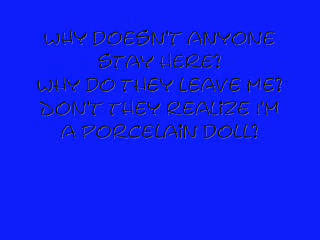 WHY DOESN'T ANYONE
STAY HERE?
WHY DO THEY LEAVE ME?
DON'T THEY REALIZE I'M
A PORCELAIN DOLL?